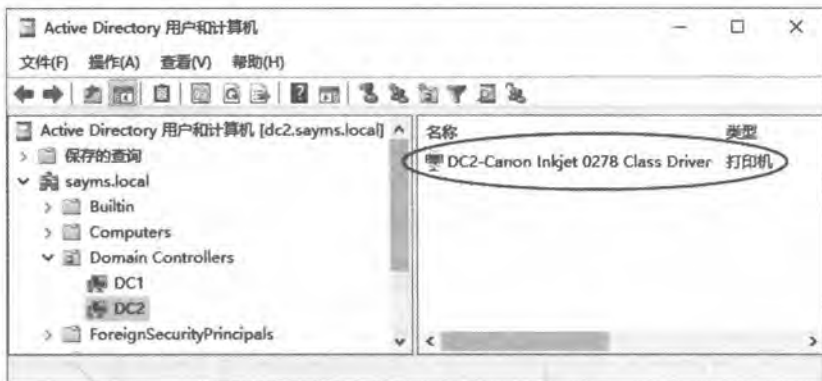 Active Directory 用户和计算机
文件(F) 操作(A) 查看(V) 帮助(H)
Active Directory 用户和计算机 [dc2.sayms.local]
保存的查询
sayms.local
Builtin
Computers
Domain Controllers
DC1
DC2
ForeignSecurityPrincipals
名称 类型
DC2-Canon Inkjet 0278 Class Driver 打印机